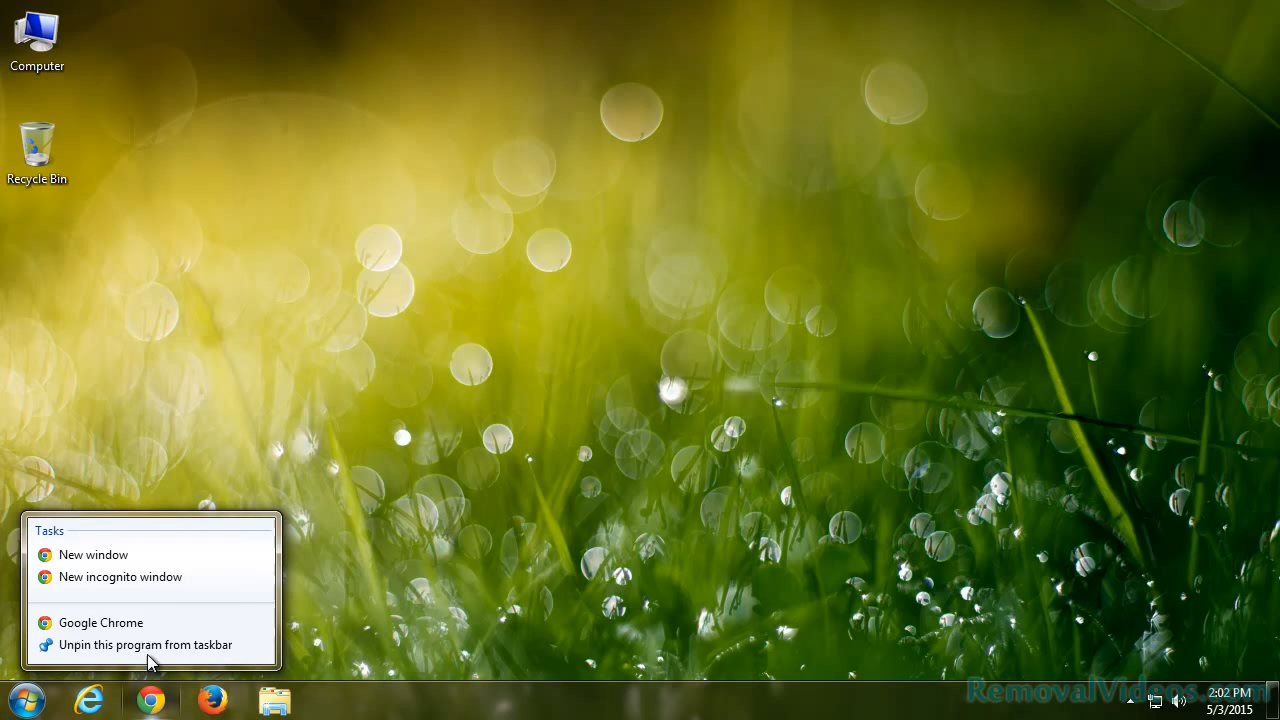 Computer
Recycle Bin
Tasks
New window
New incognito window
Google Chrome
Unpin this program from taskbar
RemovalVideos.com
2:02 PM
5/3/2015